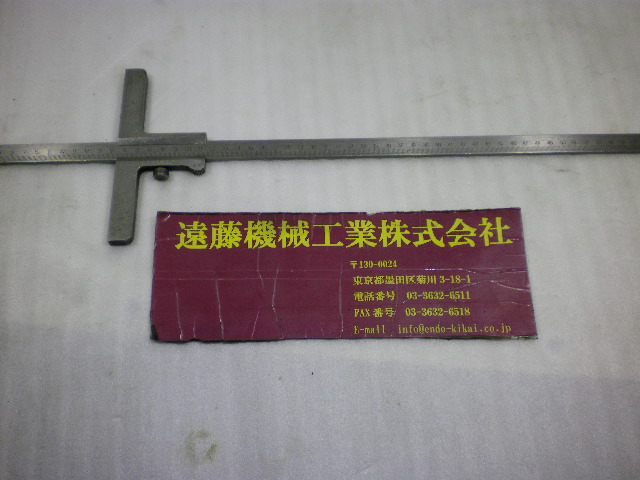 遠藤機械工業株式会社
〒130-0024
東京都墨田区菊川3-18-1
電話番号 03-3632-6511
FAX番号 03-3632-6518
E-mail info@endo-kikai.co.jp